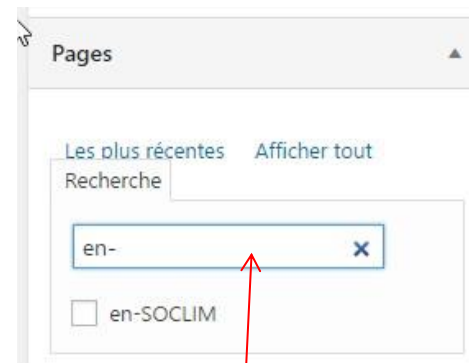 Pages
Les plus récentes Afficher tout
Recherche
en-
en-SOCLIM